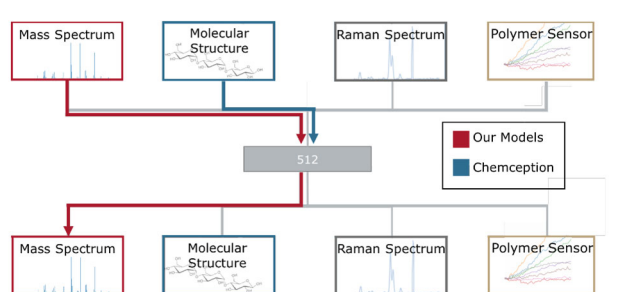 Mass Spectrum
Molecular
Structure
Raman Spectrum
Polymer Sensor
Our Models
512
Chemception
Mass Spectrum
Molecular
Structure
Raman Spectrum
Polymer Sensor